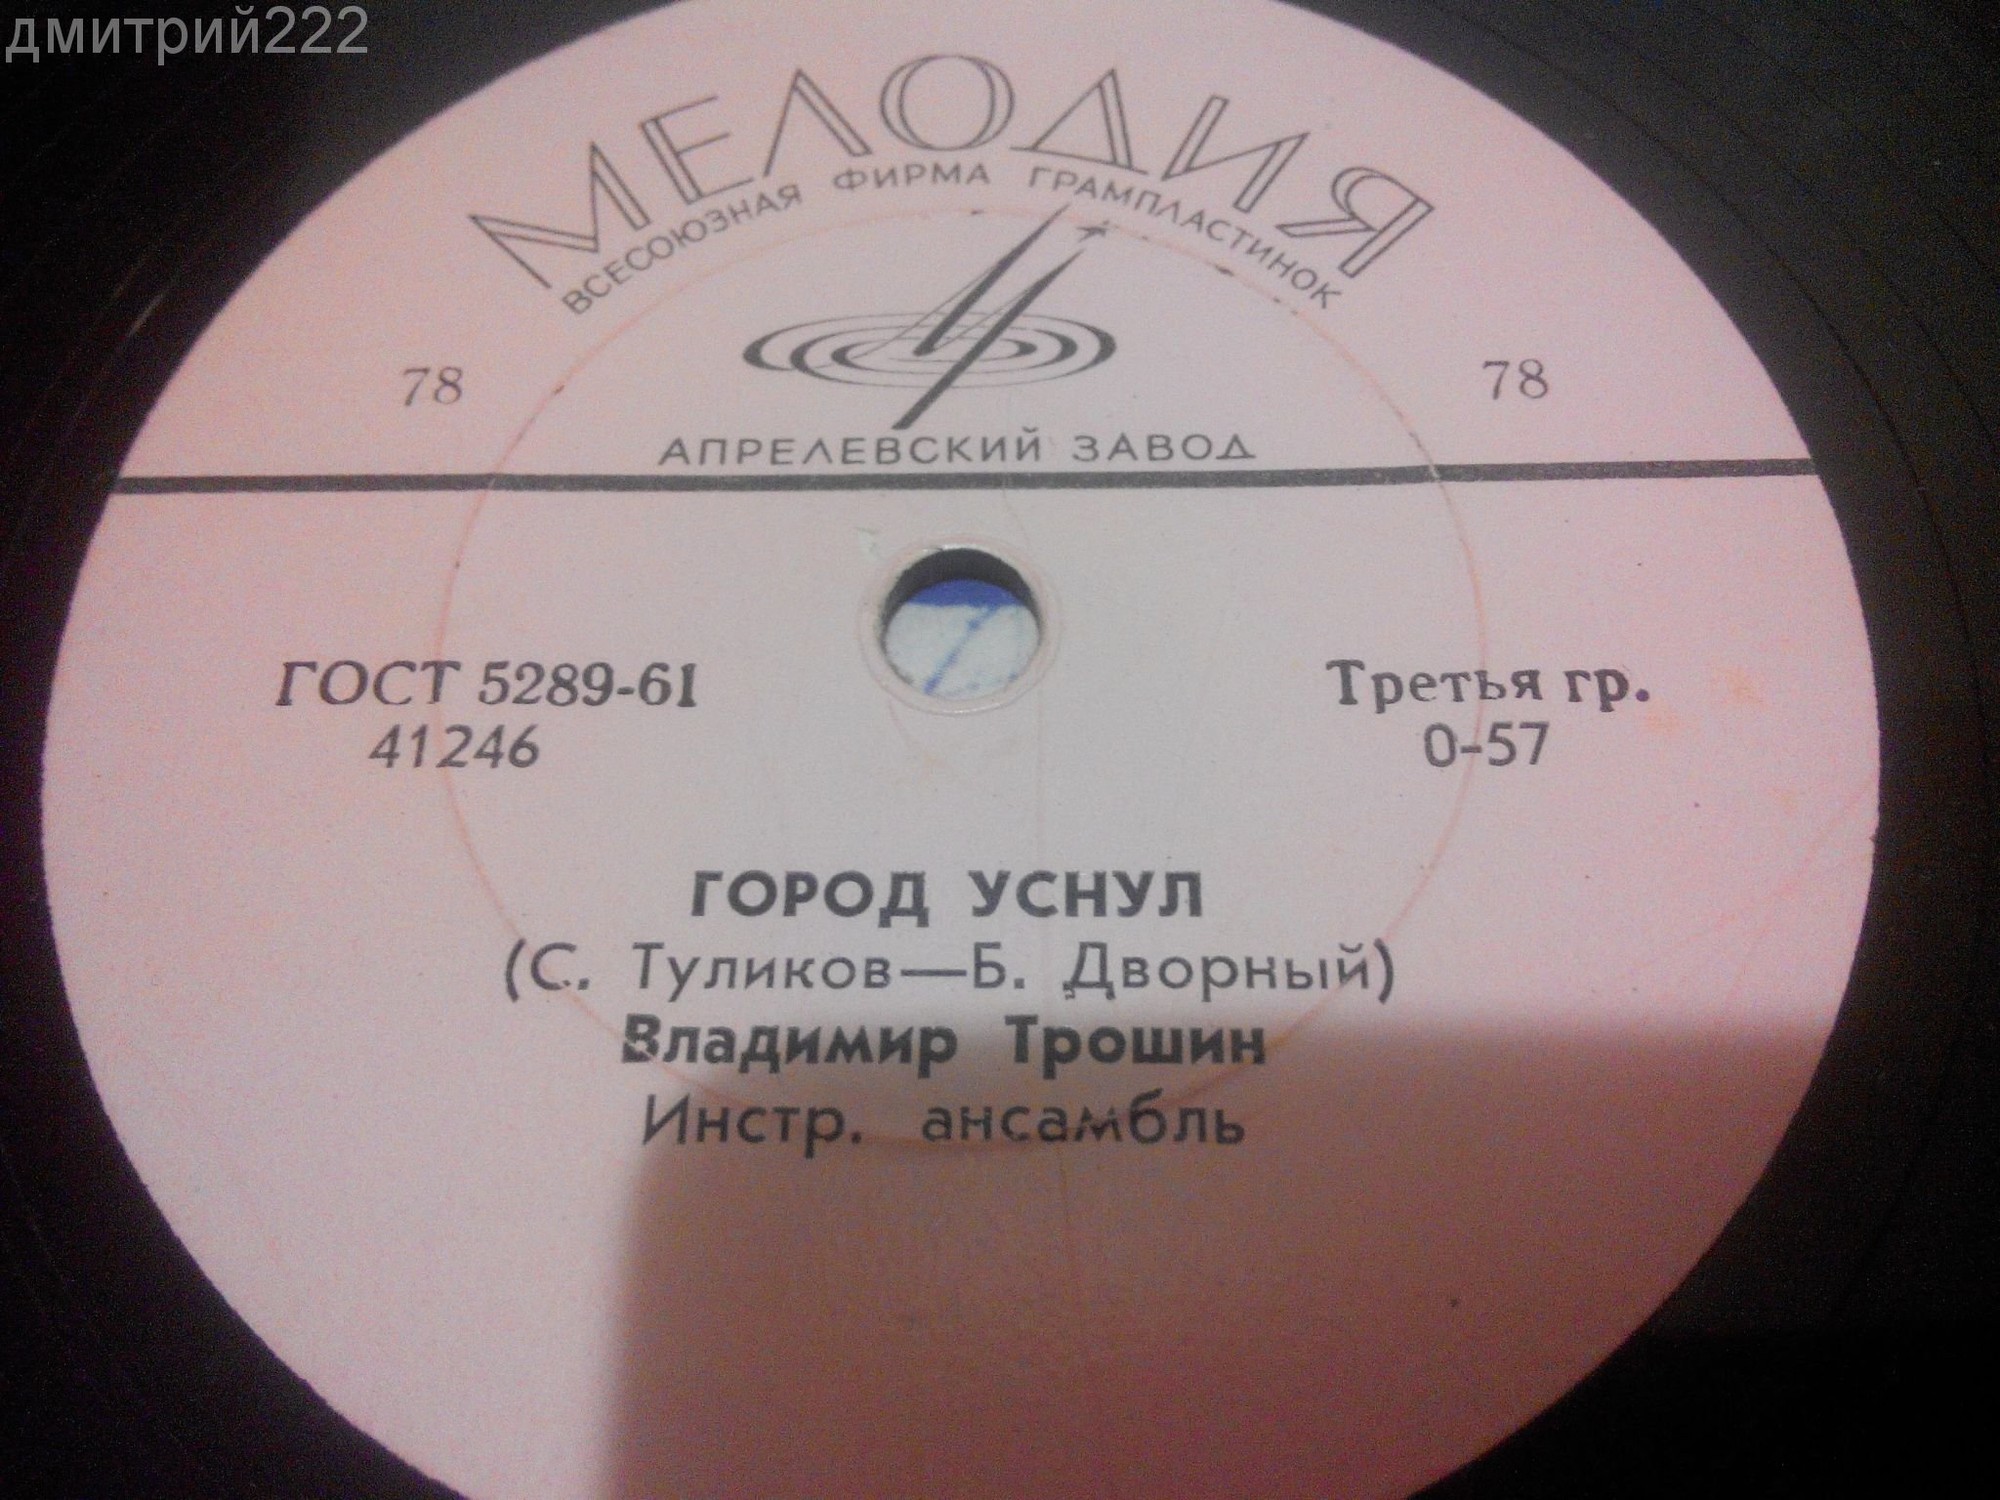 дмитрий222
МЕЛОДИЯ
ВСЕСОЮЗНАЯ ФИРМА ГРАМПЛАСТИНОК
78 78
АПРЕЛЕВСКИЙ ЗАВОД
ГОСТ 5289-61 Третья гр.
41246 0-57
ГОРОД УСНУЛ
(С. Туликов—Б. Дворный)
Владимир Трошин
Инстр. ансамбль